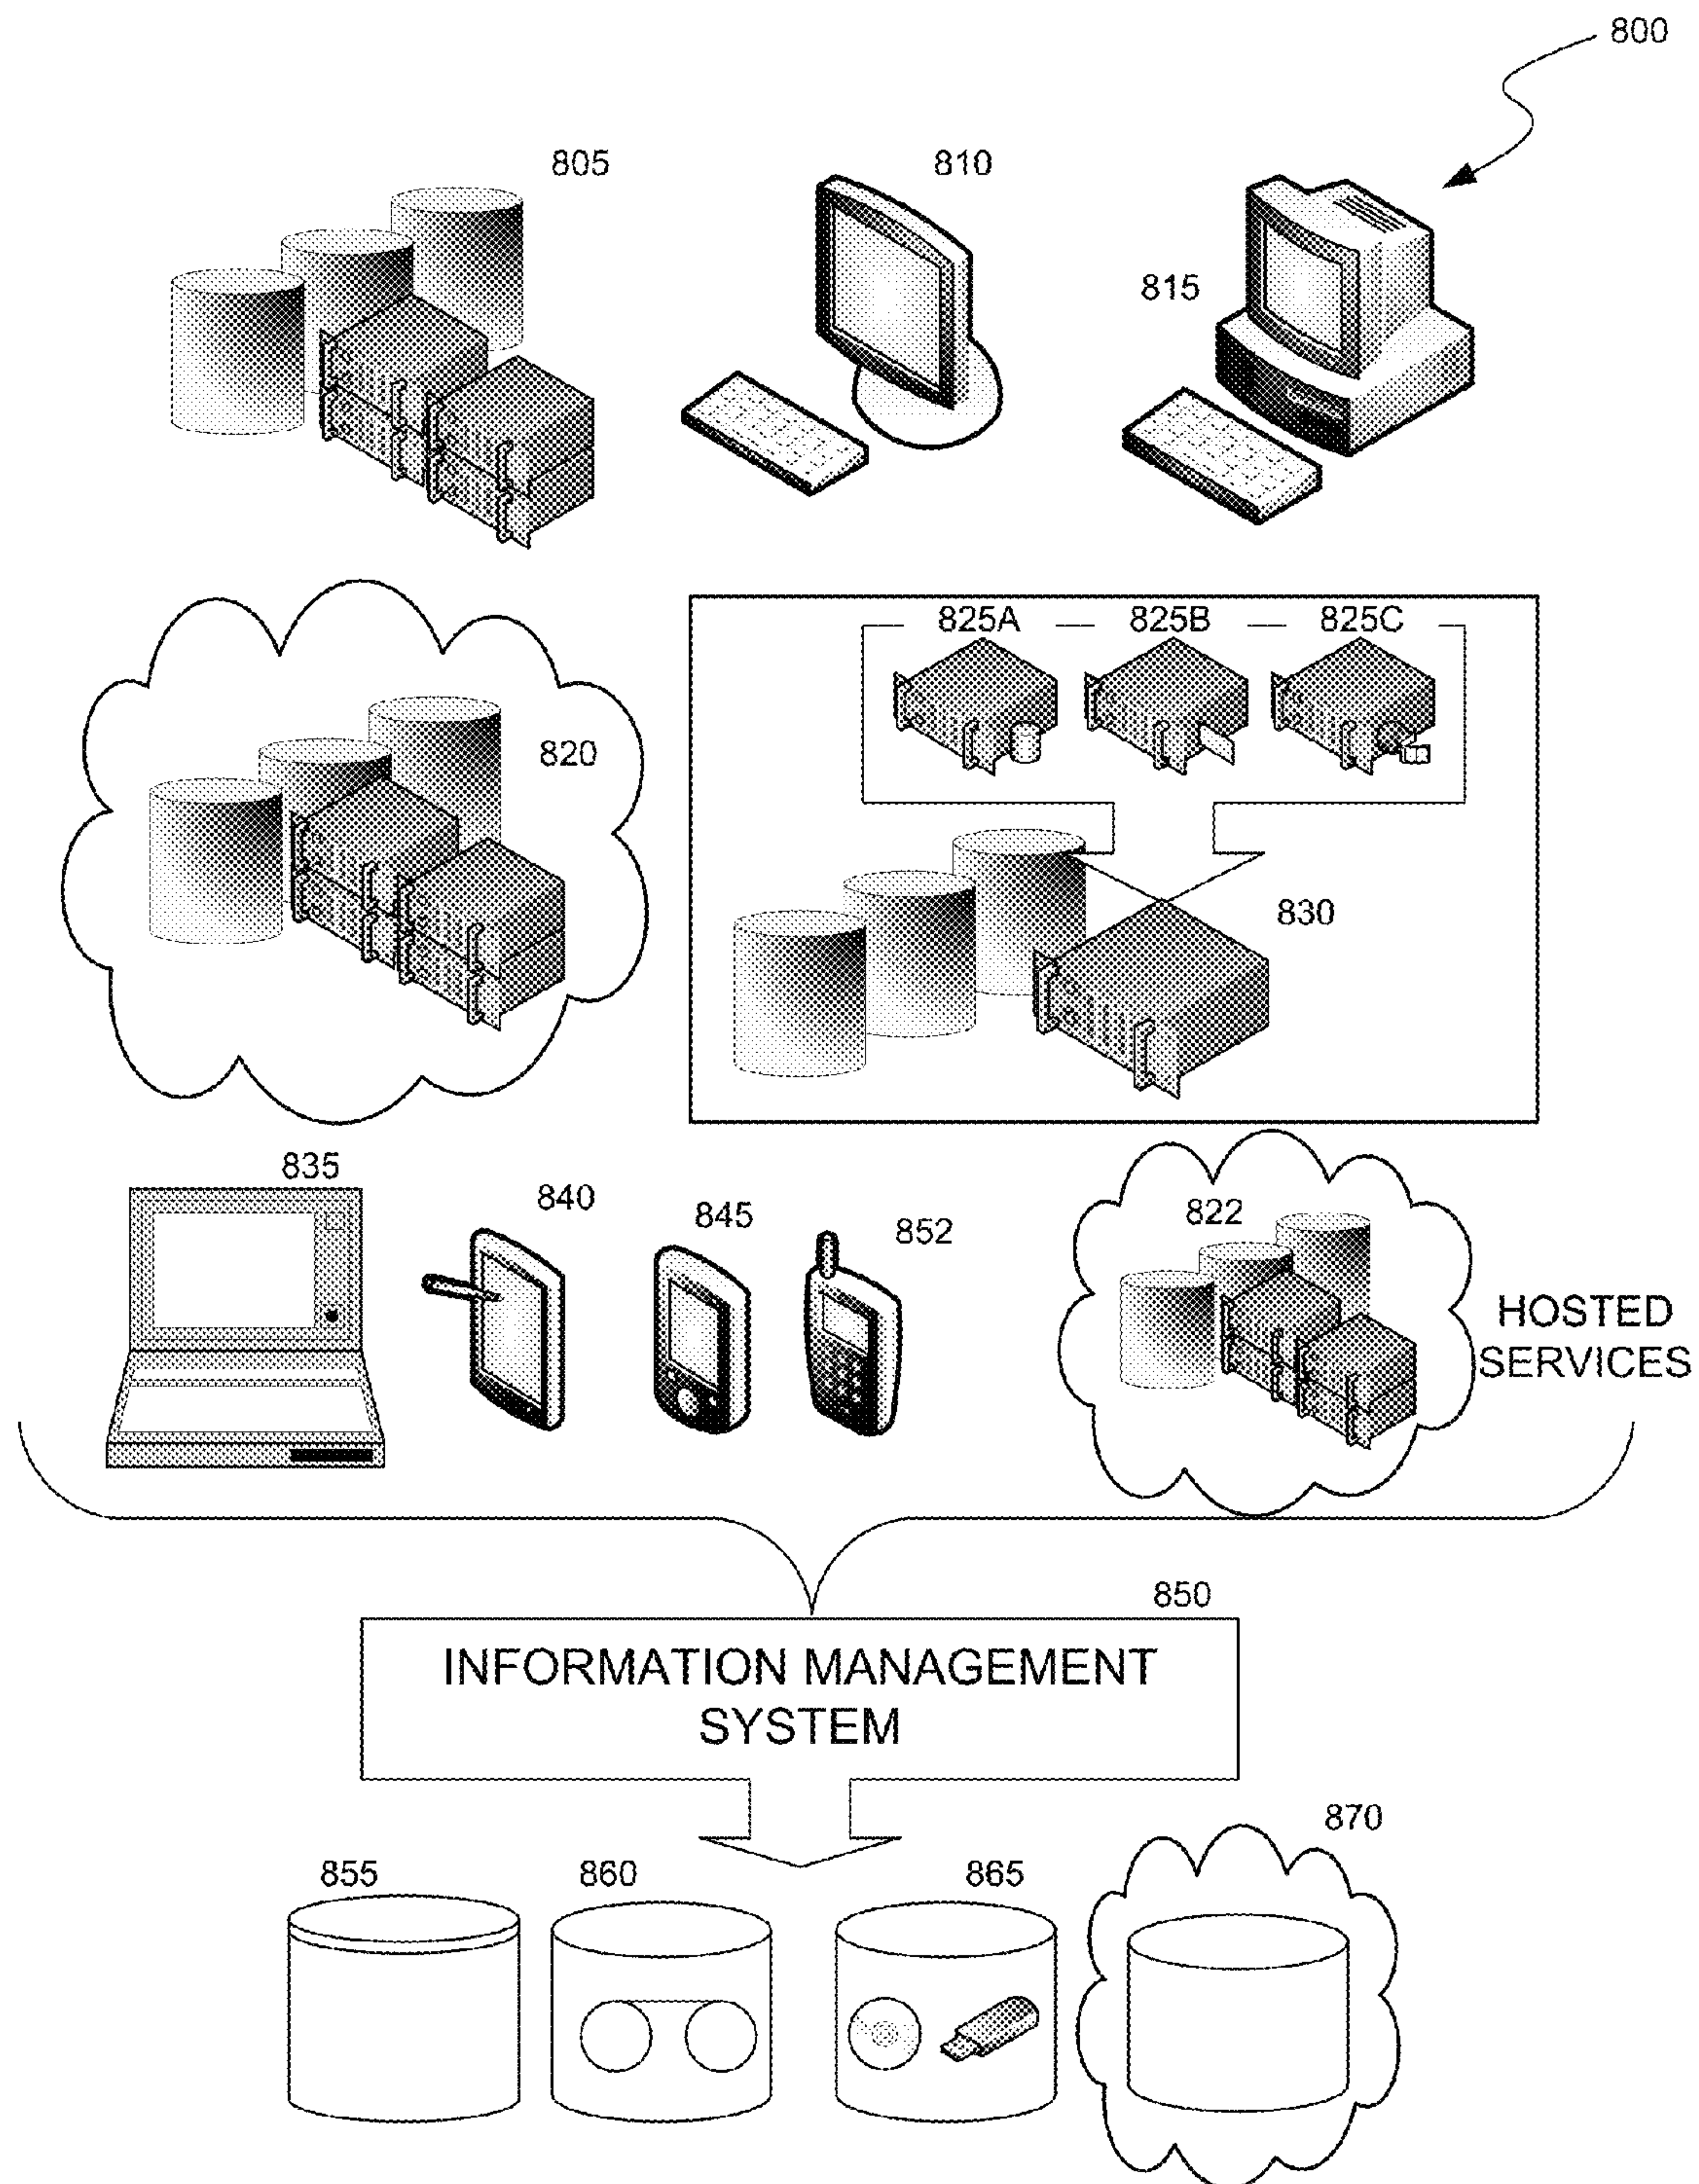 800
805
810
815
825A
825B
825C
820
830
835
840
845
852
822
HOSTED
SERVICES
850
INFORMATION MANAGEMENT
SYSTEM
870
855
860
865